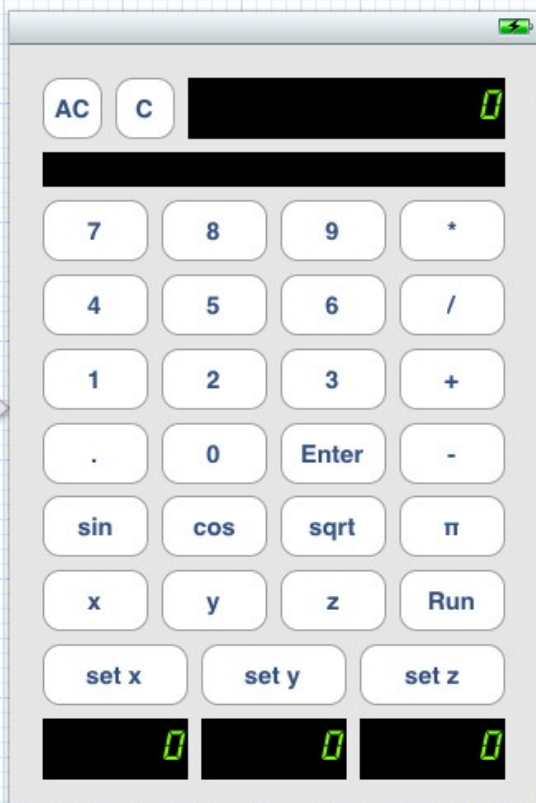 AC C 0
7 8 9 *
4 5 6 /
1 2 3 +
. 0 Enter -
sin cos sqrt π
x y z Run
set x set y set z
0 0 0